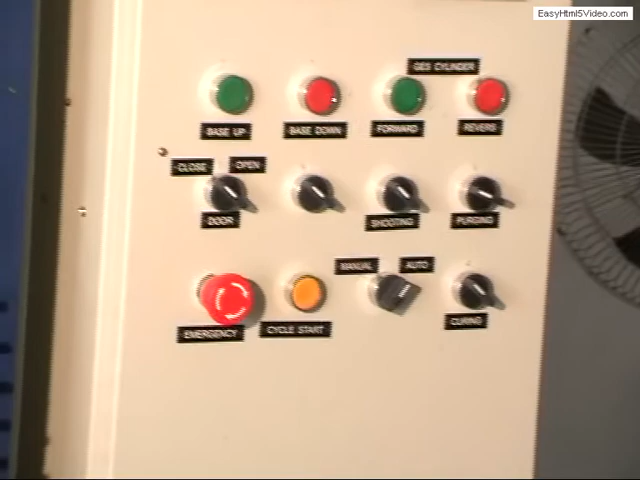 EasyHtml5Video.com
GES CYLINDER
BASE UP
BASE DOWN
FORWARD
REVERS
CLOSE
OPEN
DOOR
SHOOTING
PURGING
MANUAL
AUTO
EMERGENCY
CYCLE START
CURING